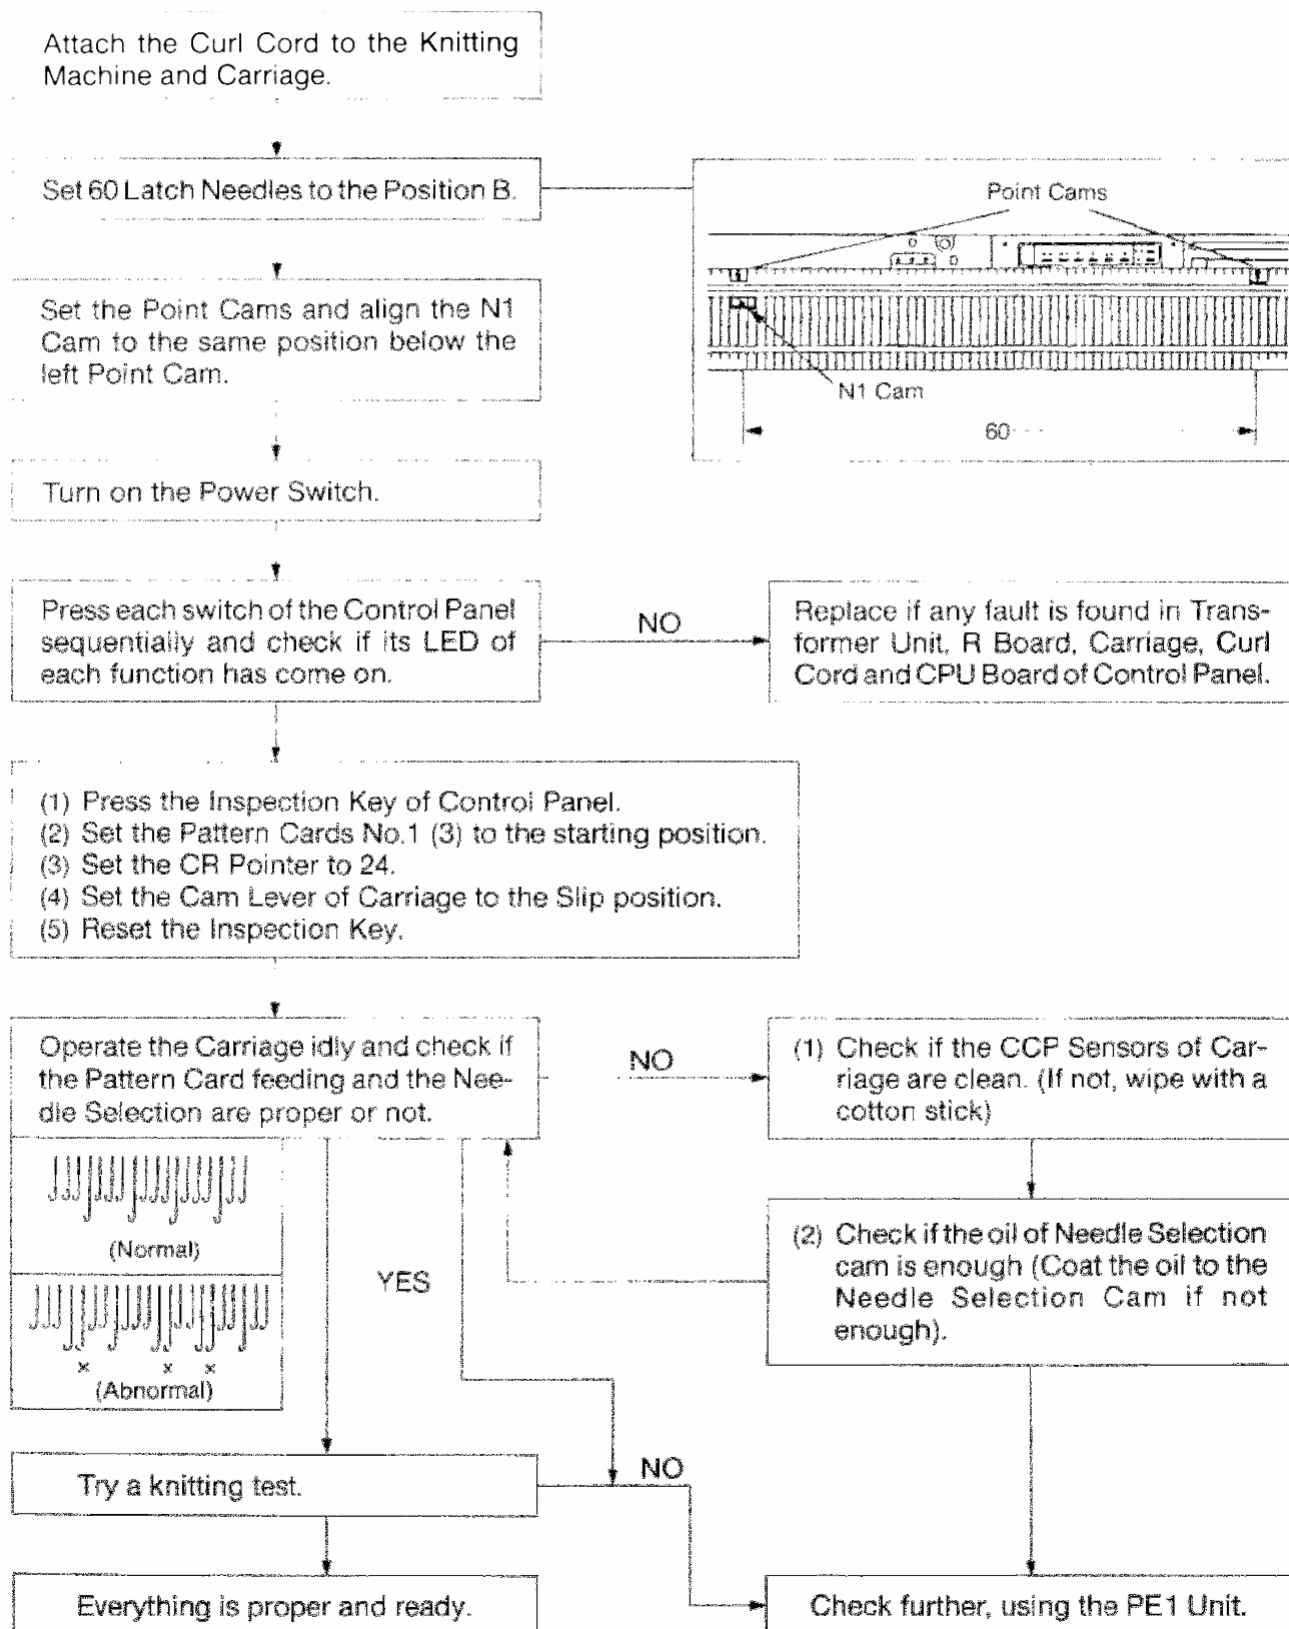 Attach the Curl Cord to the Knitting
Machine and Carriage.
Set 60 Latch Needles to the Position B.
Point Cams
N1 Cam
60
Set the Point Cams and align the N1
Cam to the same position below the
left Point Cam.
Turn on the Power Switch.
Press each switch of the Control Panel
sequentially and check if its LED of
each function has come on.
NO
Replace if any fault is found in Trans-
former Unit, R Board, Carriage, Curl
Cord and CPU Board of Control Panel.
(1) Press the Inspection Key of Control Panel.
(2) Set the Pattern Cards No.1 (3) to the starting position.
(3) Set the CR Pointer to 24.
(4) Set the Cam Lever of Carriage to the Slip position.
(5) Reset the Inspection Key.
Operate the Carriage idly and check if
the Pattern Card feeding and the Nee-
dle Selection are proper or not.
NO
(1) Check if the CCP Sensors of Car-
riage are clean. (If not, wipe with a
cotton stick)
(Normal)
(2) Check if the oil of Needle Selection
cam is enough (Coat the oil to the
Needle Selection Cam if not
enough).
YES
× × ×
(Abnormal)
Try a knitting test.
NO
Everything is proper and ready.
Check further, using the PE1 Unit.